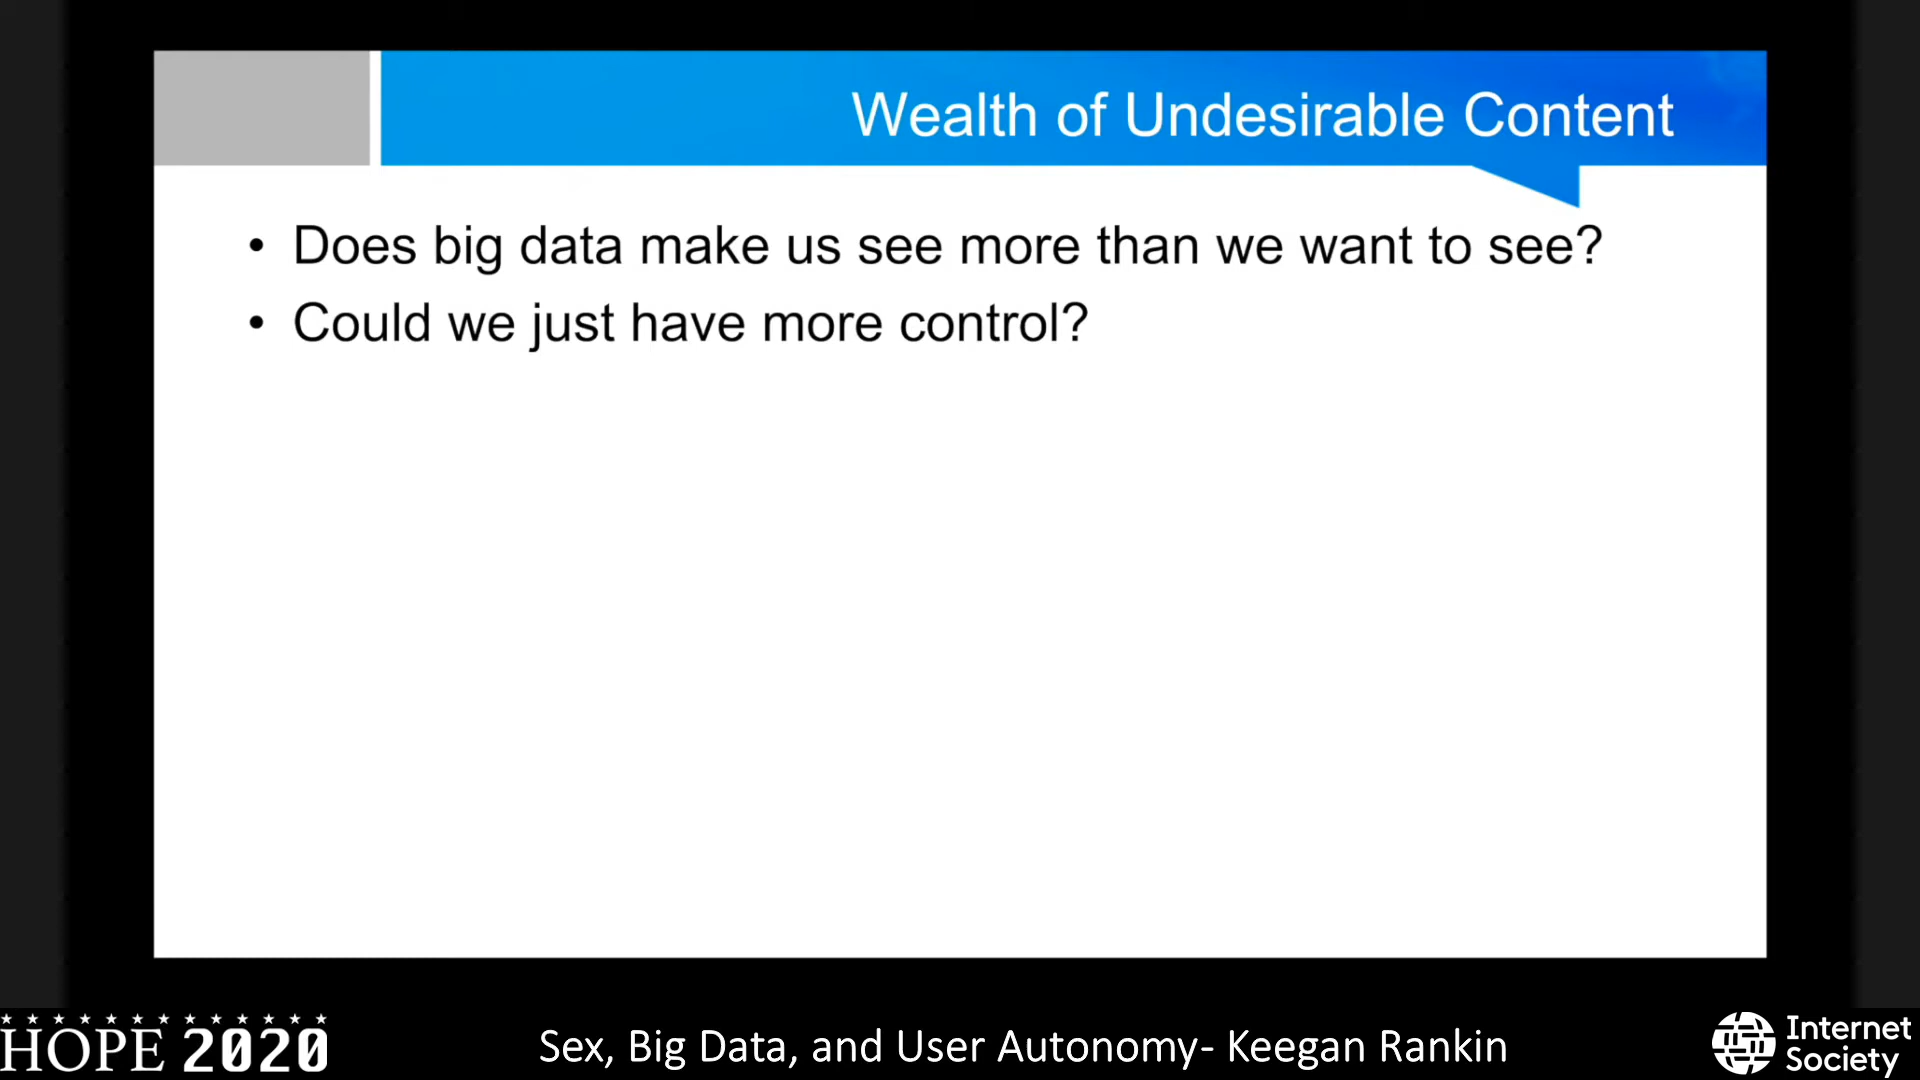 Wealth of Undesirable Content
• Does big data make us see more than we want to see?
• Could we just have more control?
HOPE 2020
Sex, Big Data, and User Autonomy- Keegan Rankin
Internet
Society